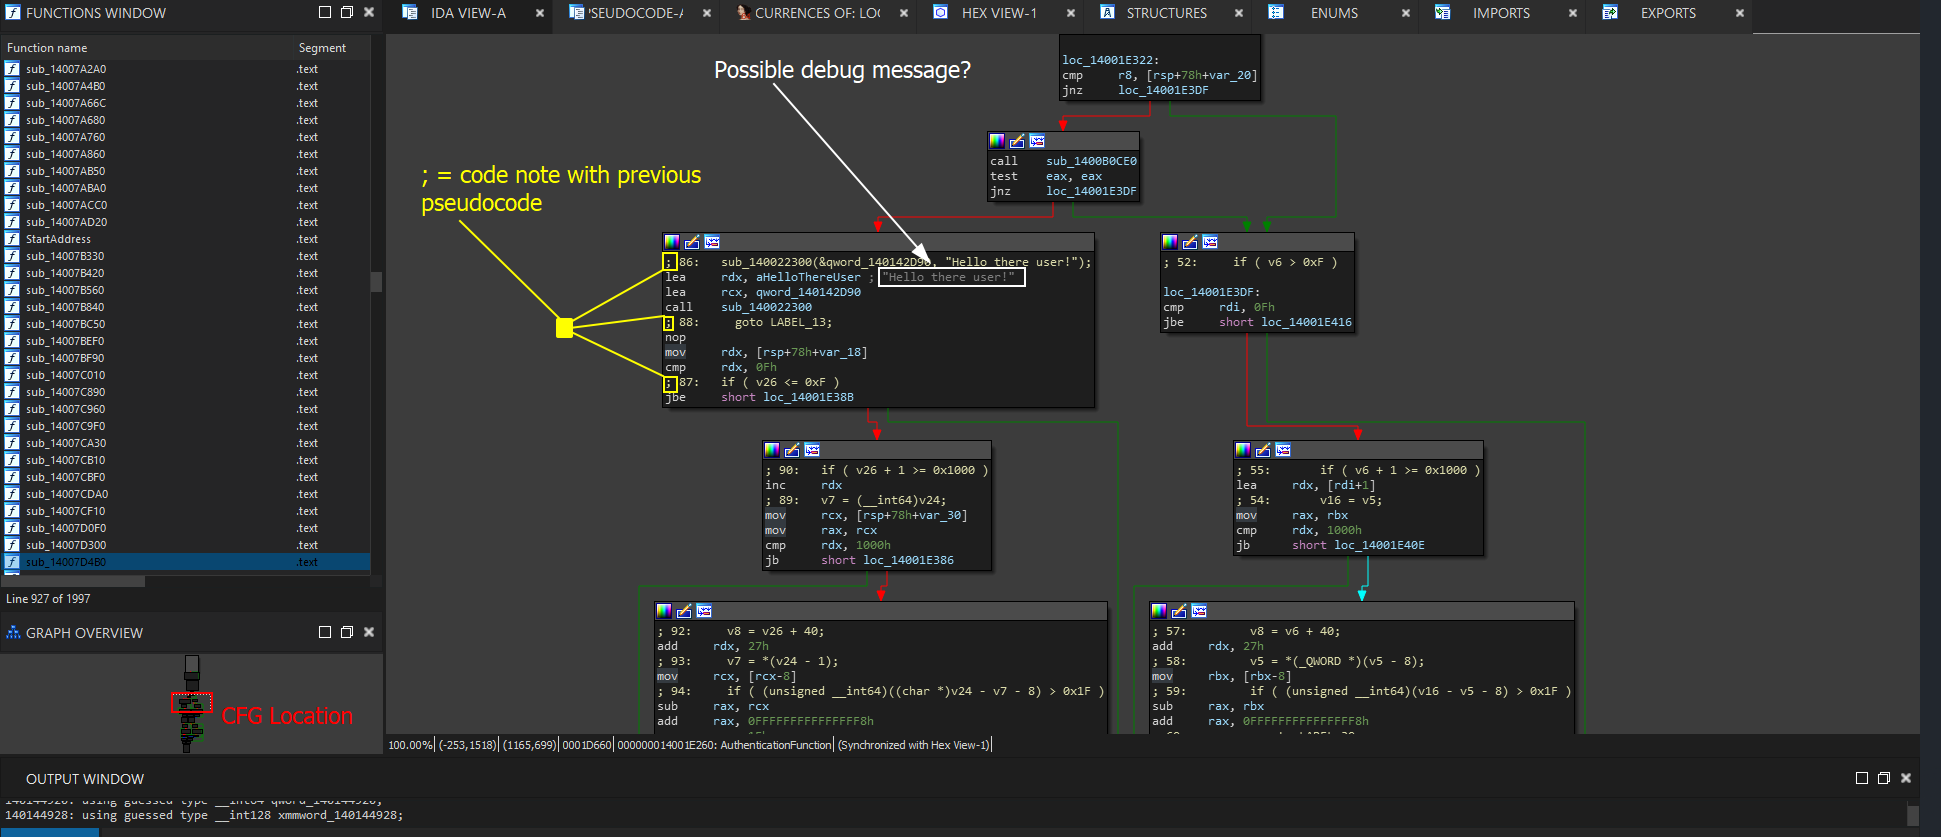 FUNCTIONS WINDOW
IDA VIEW-A
'SEUDOCODE-A
CURRENCES OF: LOC
HEX VIEW-1
STRUCTURES
ENUMS
IMPORTS
EXPORTS
Function name Segment
sub_14007A2A0 .text
sub_14007A4B0 .text
sub_14007A66C .text
sub_14007A680 .text
sub_14007A760 .text
sub_14007A860 .text
sub_14007AB50 .text
sub_14007ABA0 .text
sub_14007ACC0 .text
sub_14007AD20 .text
StartAddress .text
sub_14007B330 .text
sub_14007B420 .text
sub_14007B560 .text
sub_14007B840 .text
sub_14007BC50 .text
sub_14007BEF0 .text
sub_14007BF90 .text
sub_14007C010 .text
sub_14007C890 .text
sub_14007C960 .text
sub_14007C9F0 .text
sub_14007CA30 .text
sub_14007CB10 .text
sub_14007CBF0 .text
sub_14007CDA0 .text
sub_14007CF10 .text
sub_14007D0F0 .text
sub_14007D300 .text
sub_14007D4B0 .text
Line 927 of 1997
GRAPH OVERVIEW
CFG Location
Possible debug message?
; = code note with previous
pseudocode
loc_14001E322:
cmp r8, [rsp+78h+var_20]
jnz loc_14001E3DF
call sub_1400B0CE0
test eax, eax
jnz loc_14001E3DF
; 86: sub_140022300(&qword_140142D90, "Hello there user!");
lea rdx, aHelloThereUser ; "Hello there user!"
lea rcx, qword_140142D90
call sub_140022300
; 88: goto LABEL_13;
nop
mov rdx, [rsp+78h+var_18]
cmp rdx, 0Fh
; 87: if ( v26 <= 0xF )
jbe short loc_14001E38B
; 52: if ( v6 > 0xF )
loc_14001E3DF:
cmp rdi, 0Fh
jbe short loc_14001E416
; 90: if ( v26 + 1 >= 0x1000 )
inc rdx
; 89: v7 = (__int64)v24;
mov rcx, [rsp+78h+var_30]
mov rax, rcx
cmp rdx, 1000h
jb short loc_14001E386
; 55: if ( v6 + 1 >= 0x1000 )
lea rdx, [rdi+1]
; 54: v16 = v5;
mov rax, rbx
cmp rdx, 1000h
jb short loc_14001E40E
; 92: v8 = v26 + 40;
add rdx, 27h
; 93: v7 = *(v24 - 1);
mov rcx, [rcx-8]
; 94: if ( (unsigned __int64)((char *)v24 - v7 - 8) > 0x1F )
sub rax, rcx
add rax, 0FFFFFFFFFFFFFFF8h
; 57: v8 = v6 + 40;
add rdx, 27h
; 58: v5 = *(_QWORD *)(v5 - 8);
mov rbx, [rbx-8]
; 59: if ( (unsigned __int64)(v16 - v5 - 8) > 0x1F )
sub rax, rbx
add rax, 0FFFFFFFFFFFFFFF8h
100.00% (-253,1518) (1165,699) 0001D660 000000014001E260: AuthenticationFunction (Synchronized with Hex View-1)
OUTPUT WINDOW
140144928: using guessed type __int64 qword_140144928;
140144928: using guessed type __int128 xmmword_140144928;